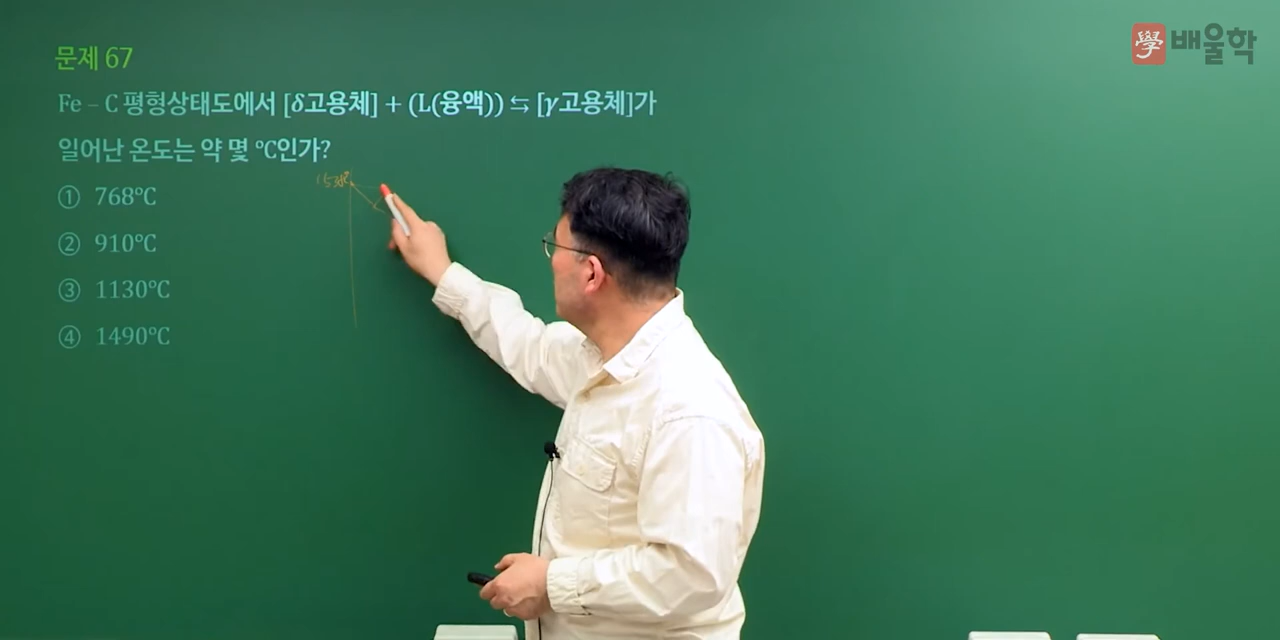 學 배울학
문제 67
Fe – C 평형상태도에서 [δ고용체] + (L(융액)) ⇆ [γ고용체]가
일어난 온도는 약 몇 ℃인가?
1538
① 768℃
② 910℃
③ 1130℃
④ 1490℃